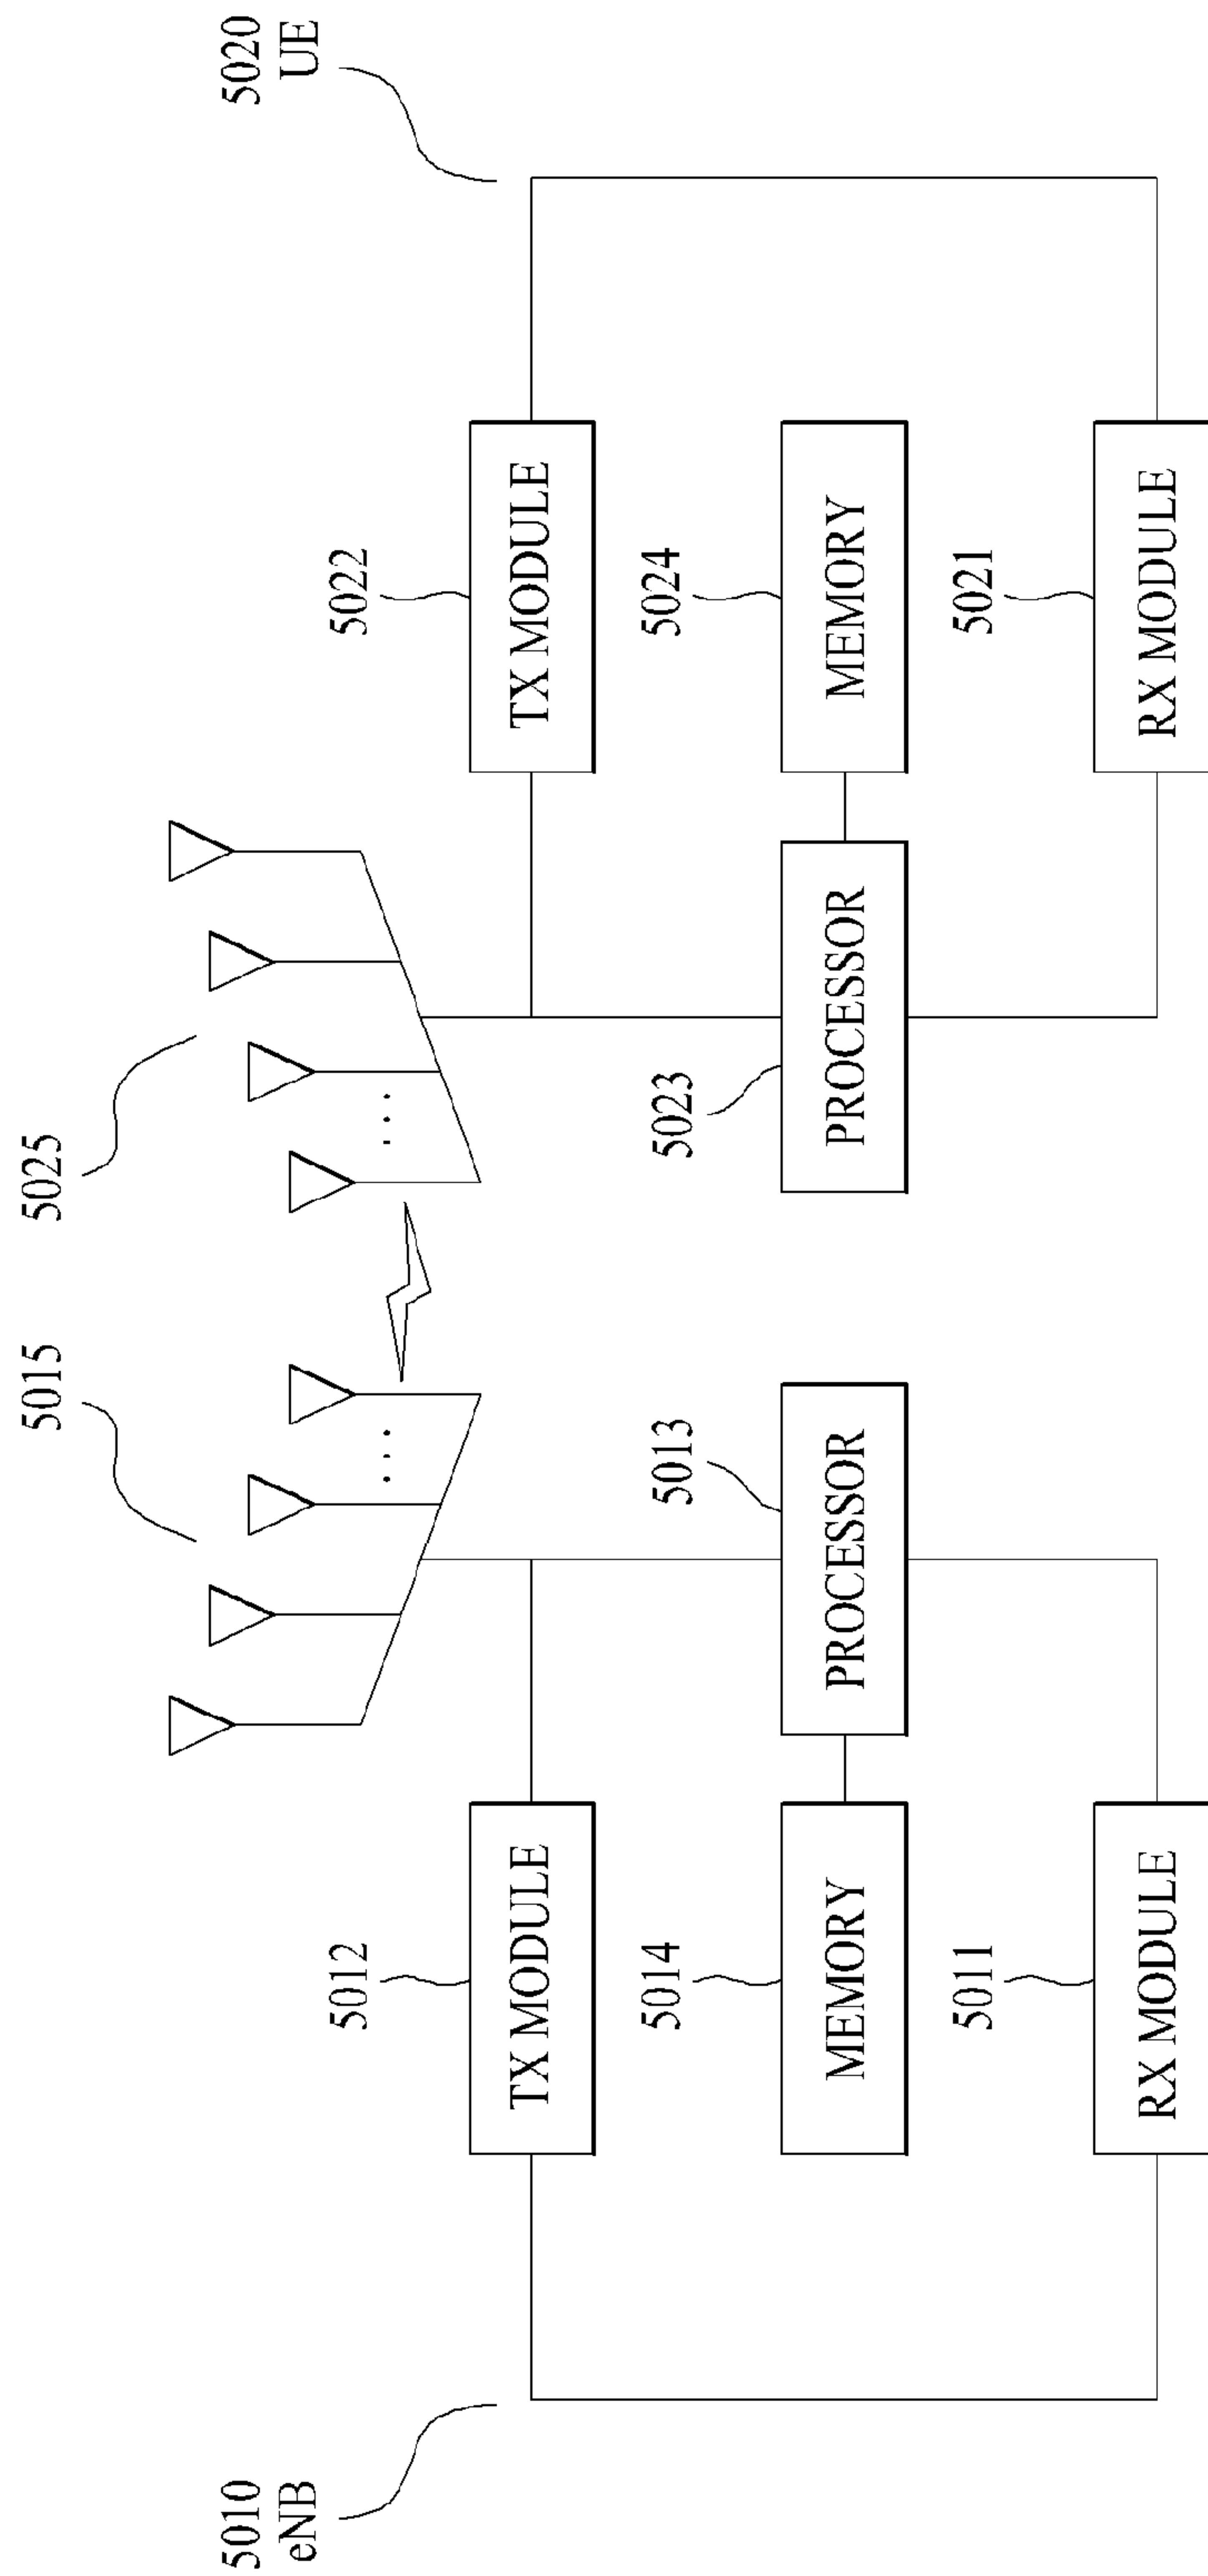 5015
5025
5010
eNB
5020
UE
5012
TX MODULE
5022
TX MODULE
5014
MEMORY
5013
PROCESSOR
5023
PROCESSOR
5024
MEMORY
5011
RX MODULE
5021
RX MODULE